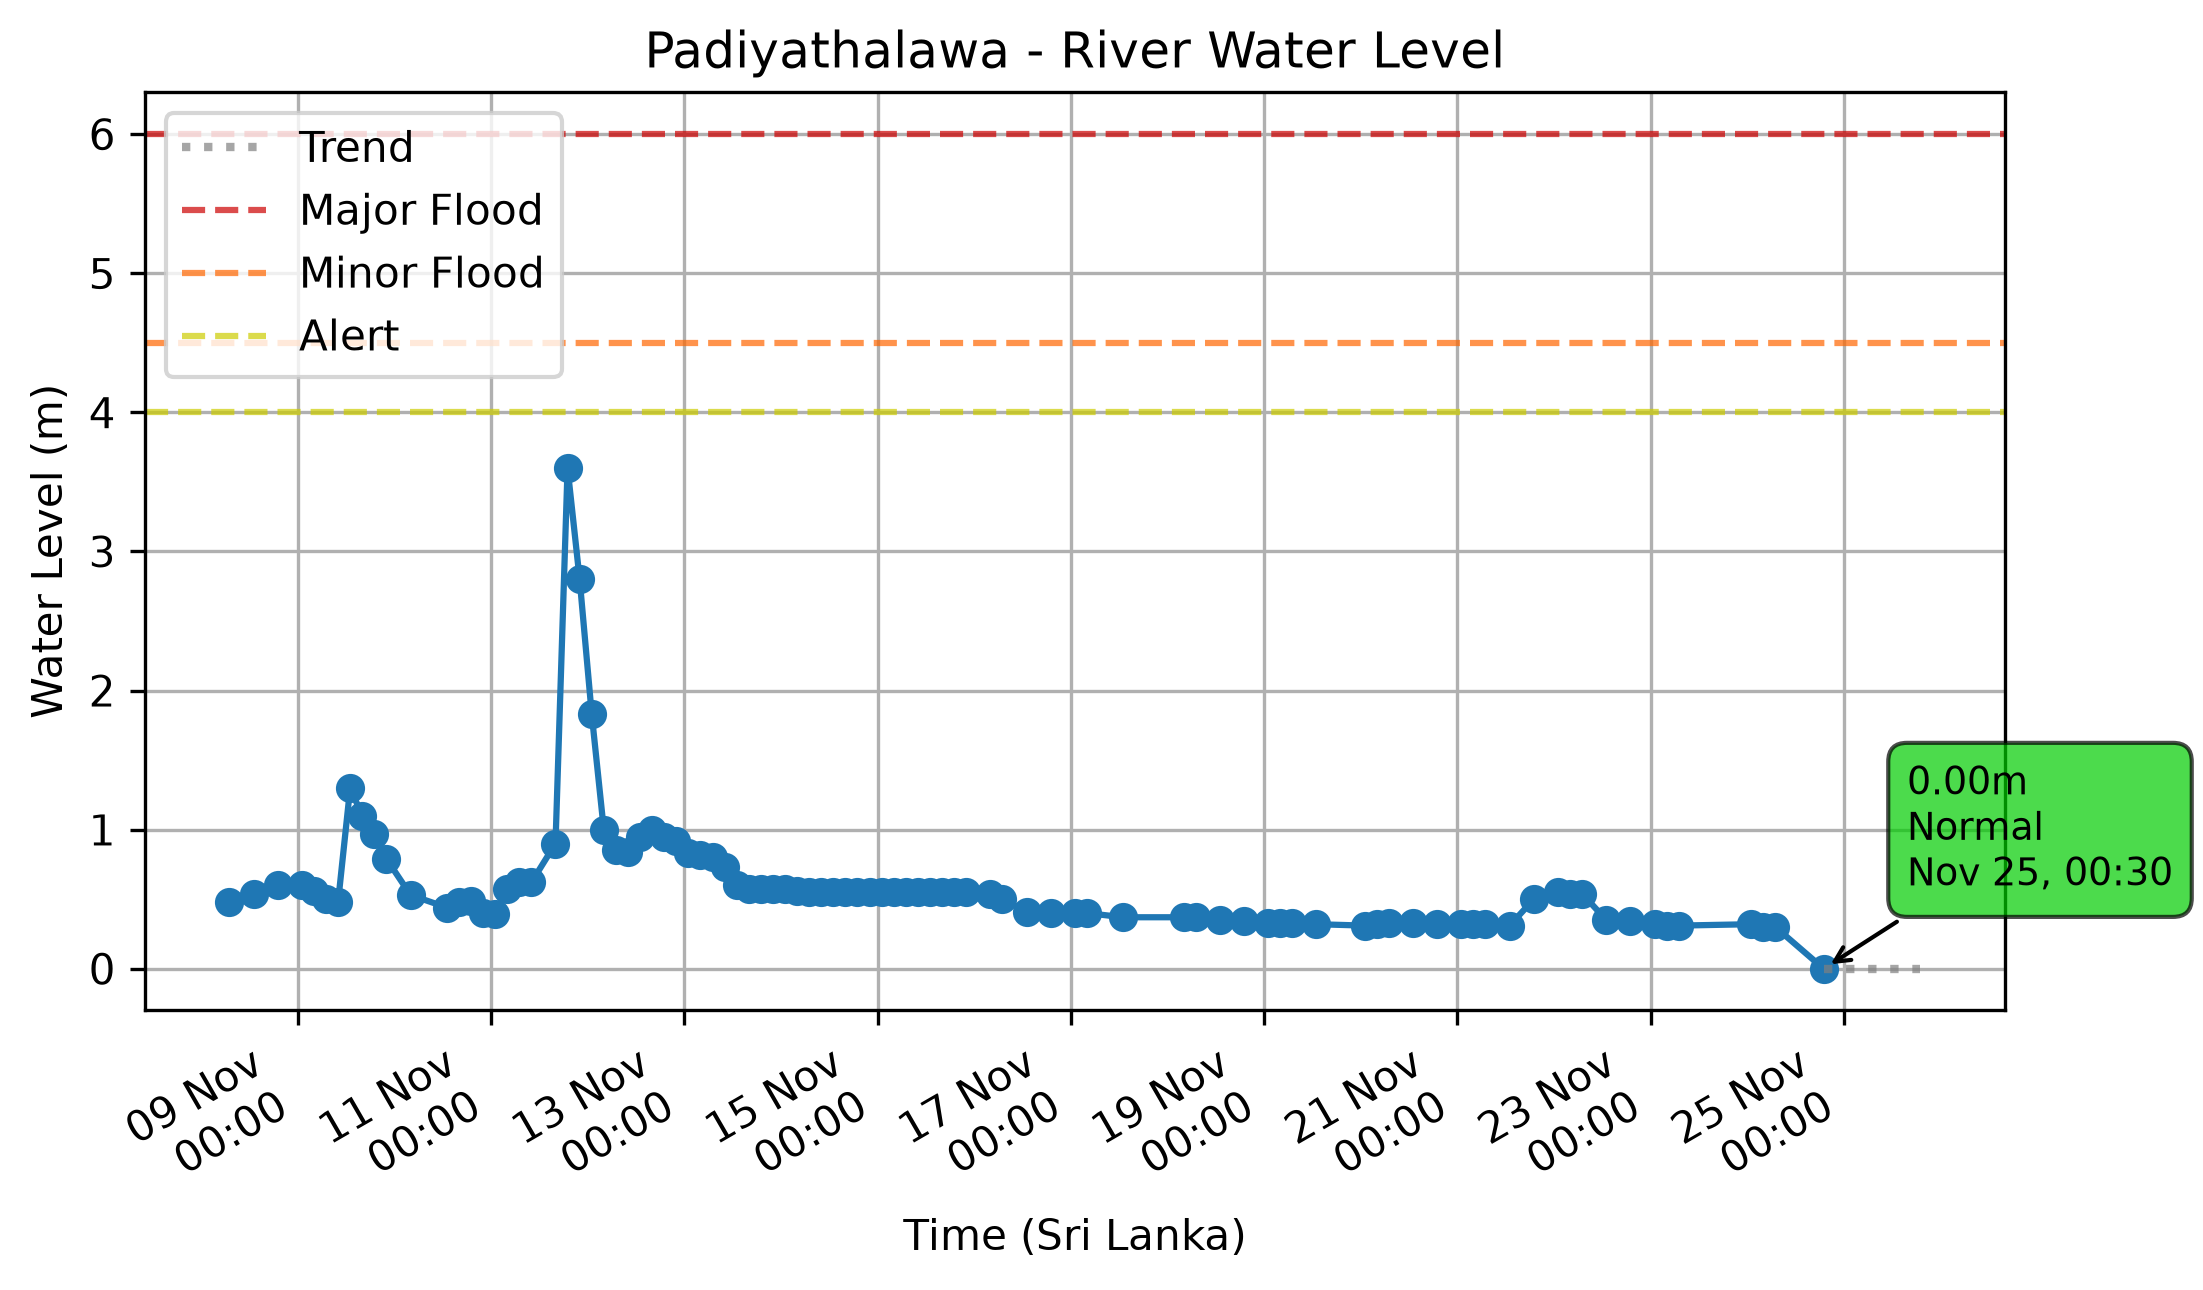 Padiyathalawa - River Water Level
Trend
Major Flood
Minor Flood
Alert
6
5
4
3
2
1
0
Water Level (m)
0.00m
Normal
Nov 25, 00:30
09 Nov
00:00
11 Nov
00:00
13 Nov
00:00
15 Nov
00:00
17 Nov
00:00
19 Nov
00:00
21 Nov
00:00
23 Nov
00:00
25 Nov
00:00
Time (Sri Lanka)